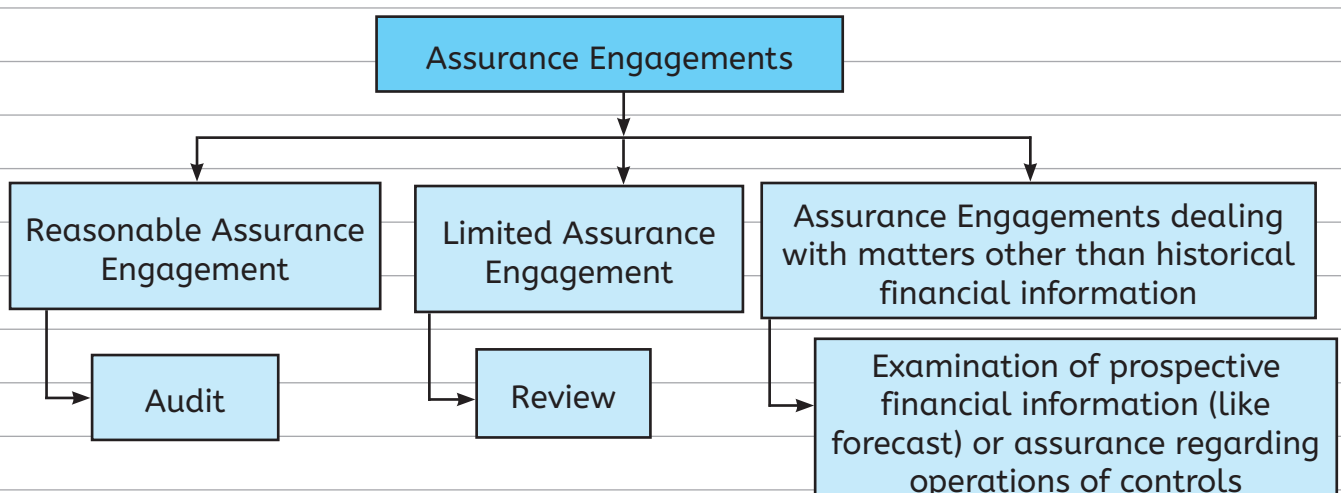 Assurance Engagements
Reasonable Assurance
Engagement
Limited Assurance
Engagement
Assurance Engagements dealing
with matters other than historical
financial information
Audit
Review
Examination of prospective
financial information (like
forecast) or assurance regarding
operations of controls